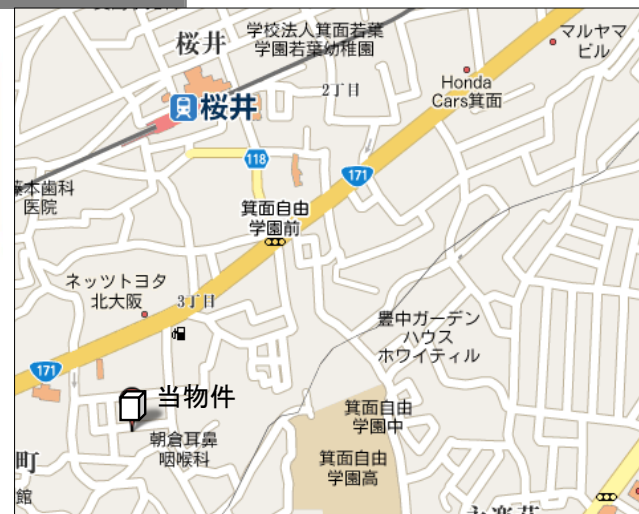 桜井
学校法人箕面若葉
学園若葉幼稚園
マルヤマ
ビル
2丁目
Honda
Cars箕面
桜井
118
171
藤本歯科
医院
箕面自由
学園前
ネッツトヨタ
北大阪
3丁目
豊中ガーデン
ハウス
ホワイティル
171
当物件
箕面自由
学園中
朝倉耳鼻
咽喉科
町
箕面自由
学園高
館